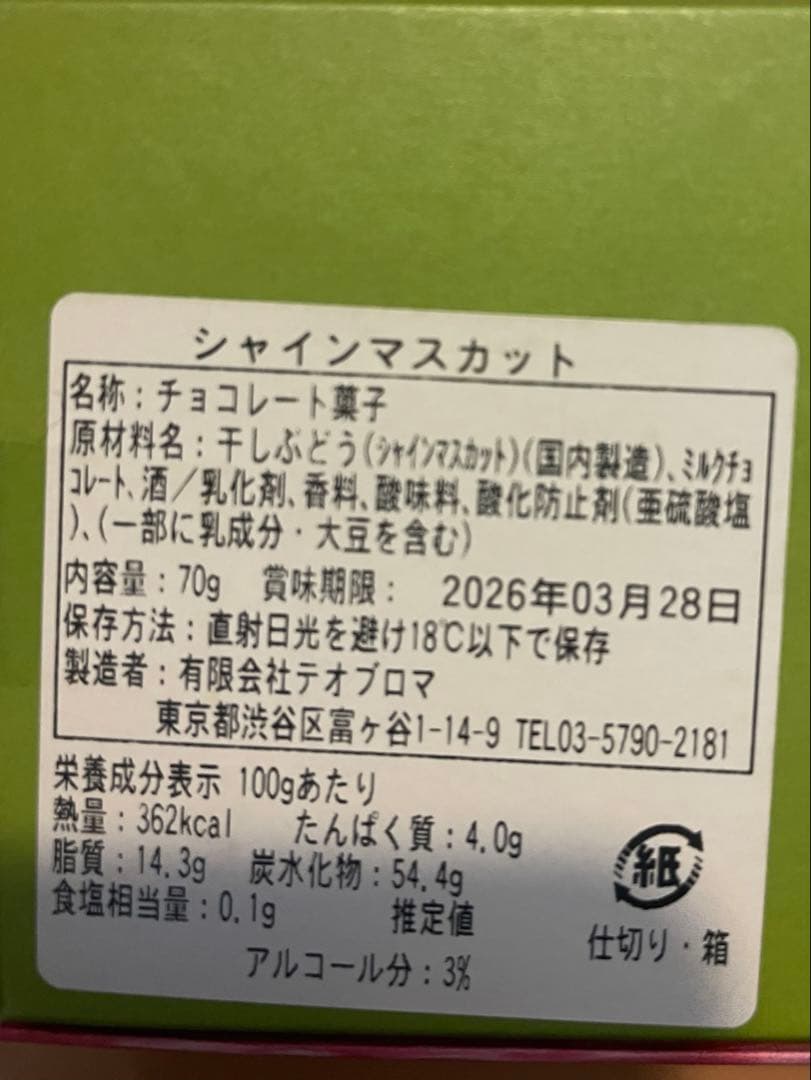 シャインマスカット
名称：チョコレート菓子
原材料名：干しぶどう(シャインマスカット)(国内製造)、ミルクチョ
コレート、酒／乳化剤、香料、酸味料、酸化防止剤(亜硫酸塩
)、(一部に乳成分・大豆を含む)
内容量：70g 賞味期限： 2026年03月28日
保存方法：直射日光を避け18℃以下で保存
製造者：有限会社テオブロマ
東京都渋谷区富ヶ谷1-14-9 TEL03-5790-2181
栄養成分表示 100gあたり
熱量：362kcal たんぱく質：4.0g
脂質：14.3g 炭水化物：54.4g
食塩相当量：0.1g 推定値
アルコール分：3%
紙
仕切り・箱